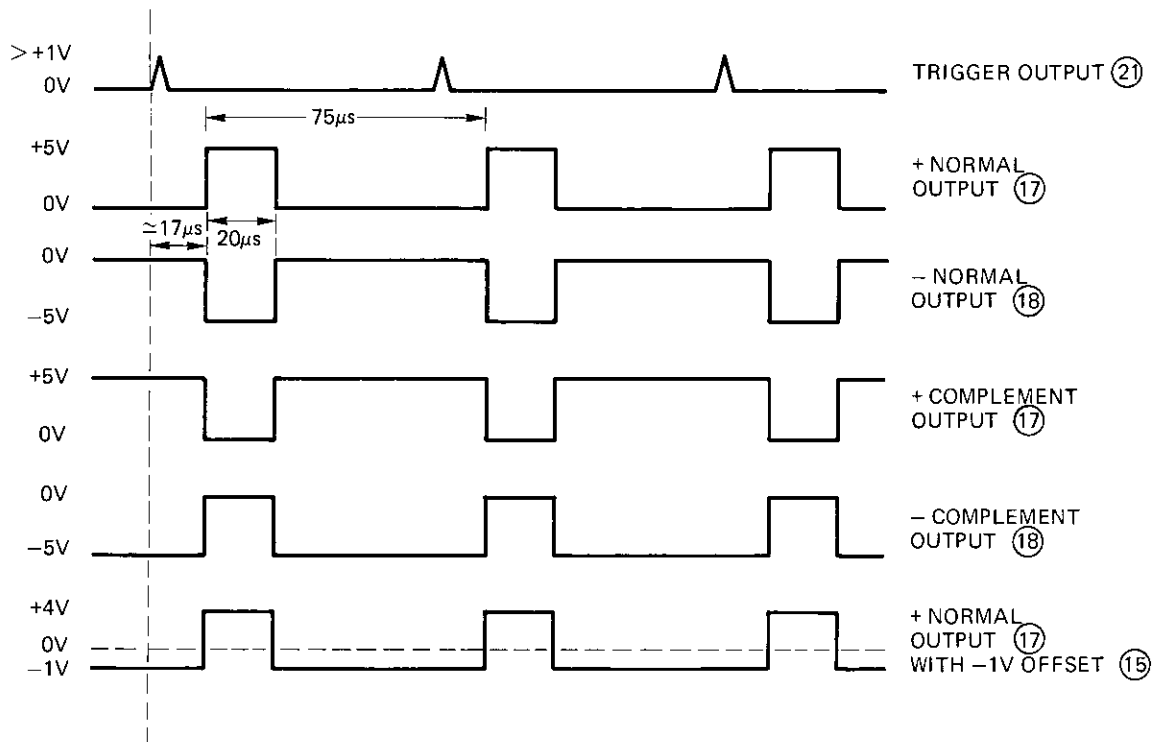 > +1V
0V
TRIGGER OUTPUT (21)
75μs
+5V
0V
+ NORMAL
OUTPUT (17)
≃17μs
20μs
0V
−5V
− NORMAL
OUTPUT (18)
+5V
0V
+ COMPLEMENT
OUTPUT (17)
0V
−5V
− COMPLEMENT
OUTPUT (18)
+4V
0V
−1V
+ NORMAL
OUTPUT (17)
WITH −1V OFFSET (15)